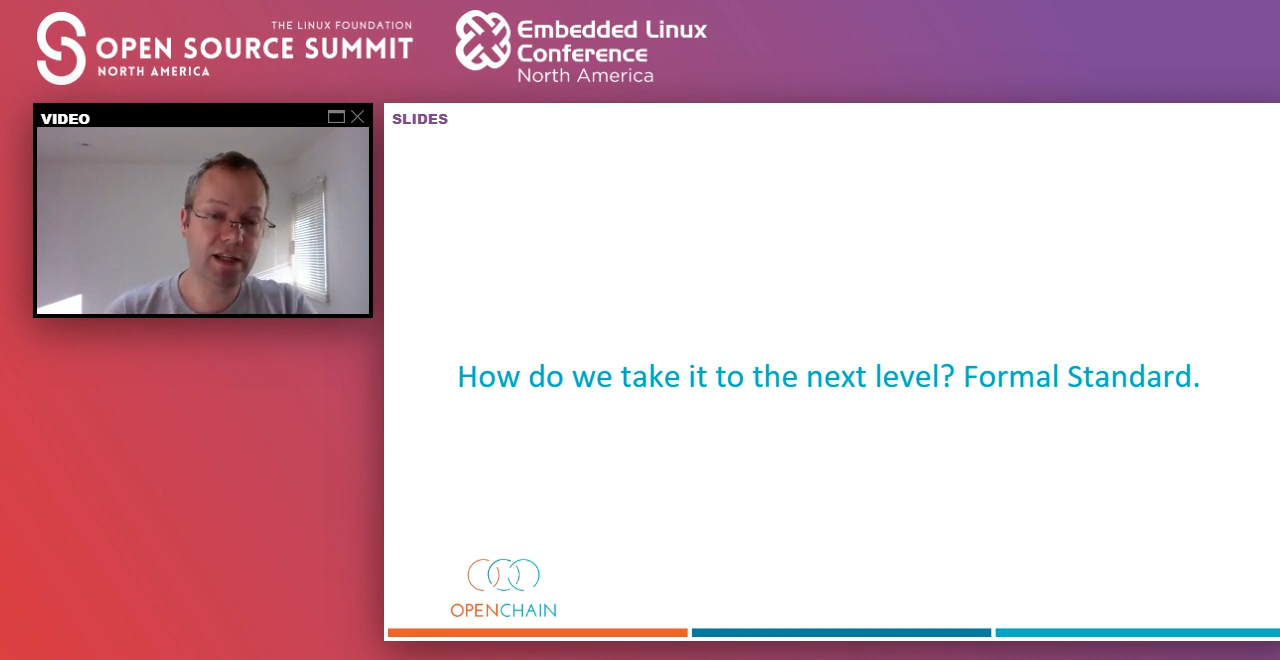 THE LINUX FOUNDATION
OPEN SOURCE SUMMIT
NORTH AMERICA
Embedded Linux
Conference
North America
VIDEO
SLIDES
How do we take it to the next level? Formal Standard.
OPENCHAIN